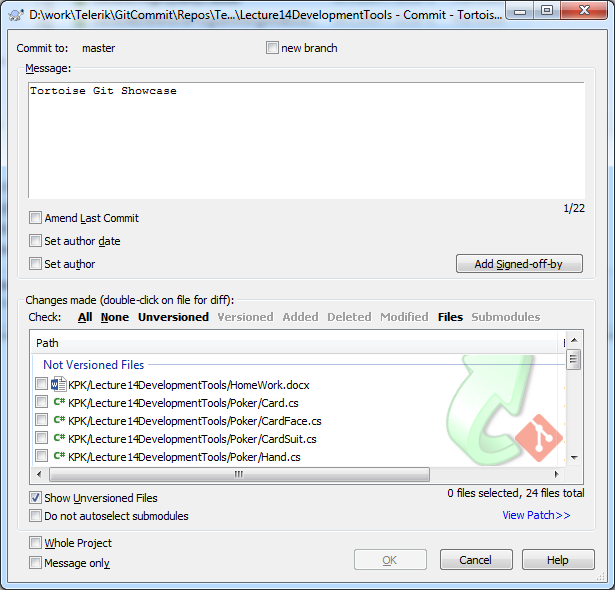 D:\work\Telerik\GitCommit\Repos\Te...\Lecture14DevelopmentTools - Commit - Tortois...
Commit to: master new branch
Message:
Tortoise Git Showcase
1/22
Amend Last Commit
Set author date
Set author
Add Signed-off-by
Changes made (double-click on file for diff):
Check: All None Unversioned Versioned Added Deleted Modified Files Submodules
Path
Not Versioned Files
KPK/Lecture14DevelopmentTools/HomeWork.docx
C# KPK/Lecture14DevelopmentTools/Poker/Card.cs
C# KPK/Lecture14DevelopmentTools/Poker/CardFace.cs
C# KPK/Lecture14DevelopmentTools/Poker/CardSuit.cs
C# KPK/Lecture14DevelopmentTools/Poker/Hand.cs
Show Unversioned Files
0 files selected, 24 files total
Do not autoselect submodules
View Patch>>
Whole Project
Message only
OK Cancel Help